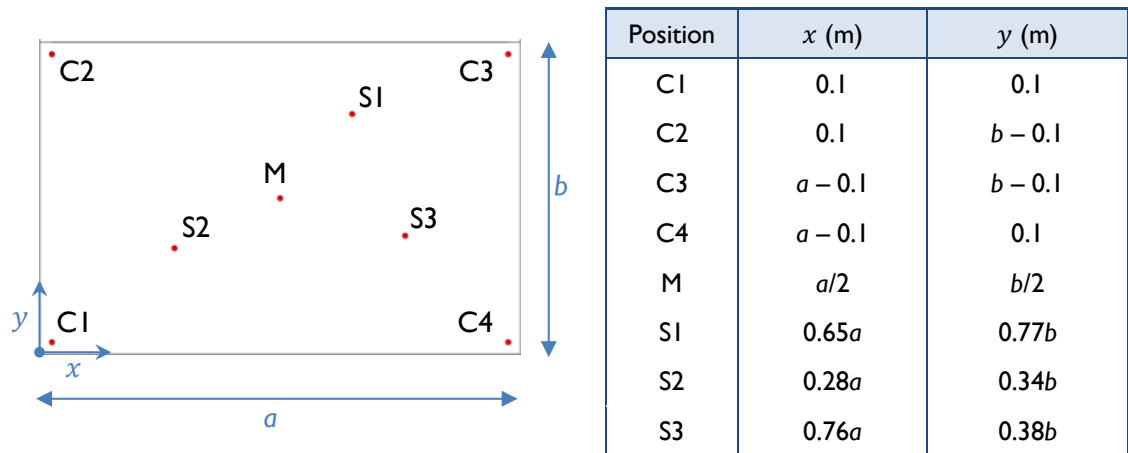 C2
C3
S1
M
b
S2
S3
y
C1
C4
x
a
Position x (m) y (m)
C1 0.1 0.1
C2 0.1 b – 0.1
C3 a – 0.1 b – 0.1
C4 a – 0.1 0.1
M a/2 b/2
S1 0.65a 0.77b
S2 0.28a 0.34b
S3 0.76a 0.38b